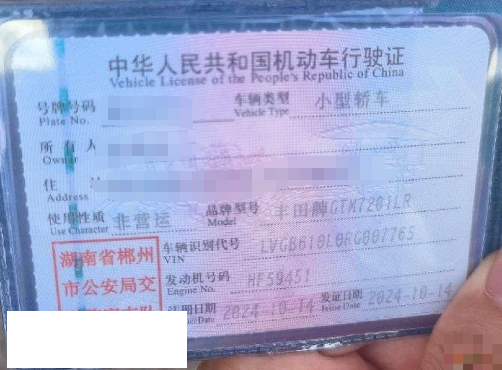 中华人民共和国机动车行驶证
Vehicle License of the People's Republic of China
号牌号码 车辆类型 小型轿车
Plate No. Vehicle Type
所有人
Owner
住
Address
使用性质 非营运 品牌型号 丰田牌GTM7201LR
Use Character Model
车辆识别代号 LVGB610L0RG007765
VIN
发动机号码 HF59451
Engine No.
注册日期 2024-10-14 发证日期 2024-10-14
Issue Date
湖南省郴州
市公安局交